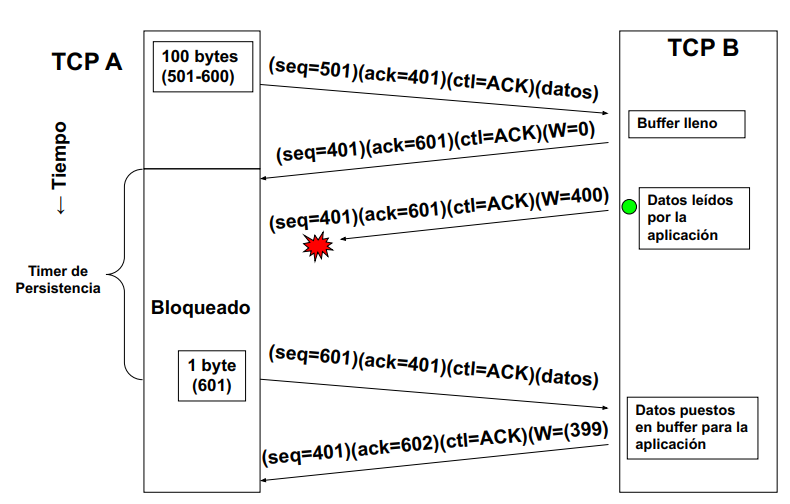 TCP A
100 bytes
(501-600)
(seq=501)(ack=401)(ctl=ACK)(datos)
TCP B
Buffer lleno
(seq=401)(ack=601)(ctl=ACK)(W=0)
← Tiempo
(seq=401)(ack=601)(ctl=ACK)(W=400)
Datos leídos
por la
aplicación
Timer de
Persistencia
Bloqueado
1 byte
(601)
(seq=601)(ack=401)(ctl=ACK)(datos)
Datos puestos
en buffer para la
aplicación
(seq=401)(ack=602)(ctl=ACK)(W=(399)